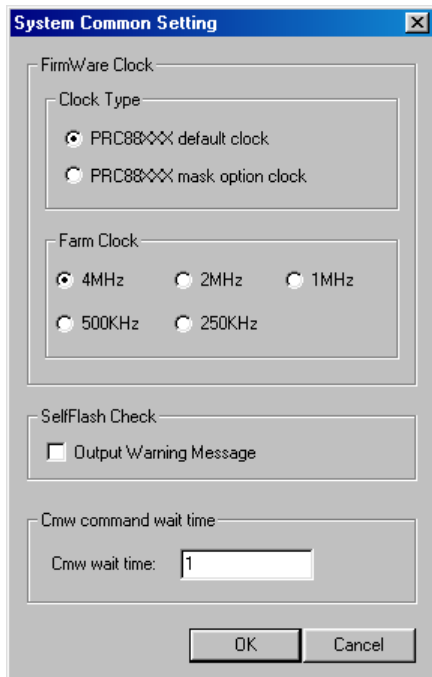 System Common Setting
FirmWare Clock
Clock Type
PRC88XXX default clock
PRC88XXX mask option clock
Farm Clock
4MHz 2MHz 1MHz
500KHz 250KHz
SelfFlash Check
Output Warning Message
Cmw command wait time
Cmw wait time: 1
OK Cancel